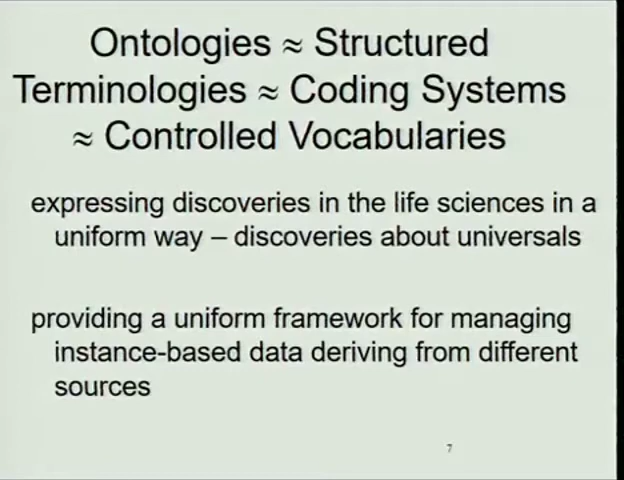 Ontologies ≈ Structured
Terminologies ≈ Coding Systems
≈ Controlled Vocabularies
expressing discoveries in the life sciences in a
uniform way – discoveries about universals
providing a uniform framework for managing
instance-based data deriving from different
sources
7